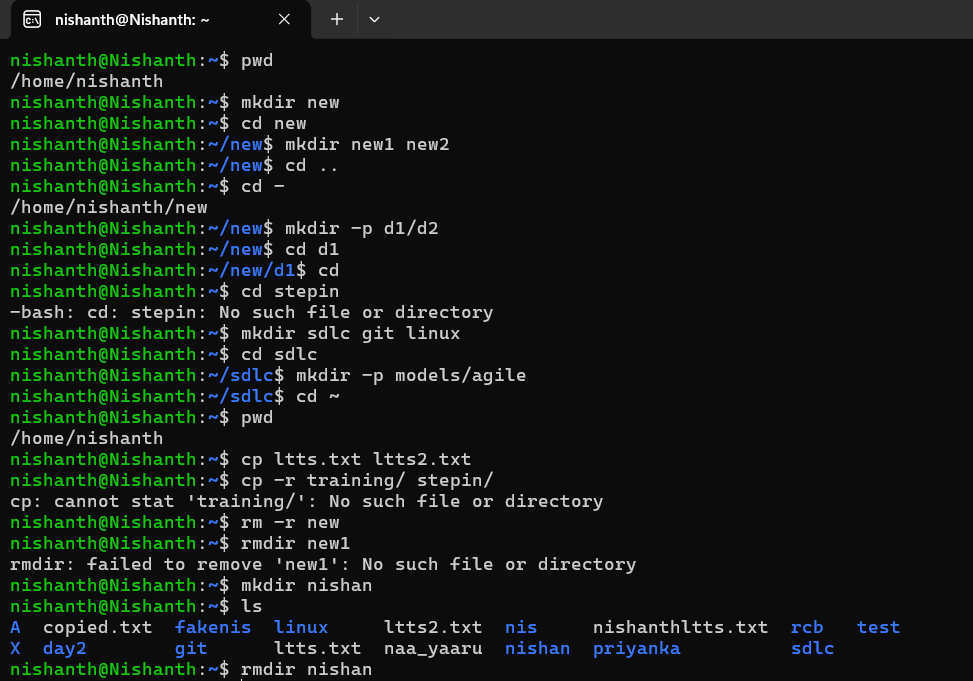 nishanth@Nishanth: ~
nishanth@Nishanth:~$ pwd
/home/nishanth
nishanth@Nishanth:~$ mkdir new
nishanth@Nishanth:~$ cd new
nishanth@Nishanth:~/new$ mkdir new1 new2
nishanth@Nishanth:~/new$ cd ..
nishanth@Nishanth:~$ cd -
/home/nishanth/new
nishanth@Nishanth:~/new$ mkdir -p d1/d2
nishanth@Nishanth:~/new$ cd d1
nishanth@Nishanth:~/new/d1$ cd
nishanth@Nishanth:~$ cd stepin
-bash: cd: stepin: No such file or directory
nishanth@Nishanth:~$ mkdir sdlc git linux
nishanth@Nishanth:~$ cd sdlc
nishanth@Nishanth:~/sdlc$ mkdir -p models/agile
nishanth@Nishanth:~/sdlc$ cd ~
nishanth@Nishanth:~$ pwd
/home/nishanth
nishanth@Nishanth:~$ cp ltts.txt ltts2.txt
nishanth@Nishanth:~$ cp -r training/ stepin/
cp: cannot stat 'training/': No such file or directory
nishanth@Nishanth:~$ rm -r new
nishanth@Nishanth:~$ rmdir new1
rmdir: failed to remove 'new1': No such file or directory
nishanth@Nishanth:~$ mkdir nishan
nishanth@Nishanth:~$ ls
A copied.txt fakenis linux ltts2.txt nis nishanthltts.txt rcb test
X day2 git ltts.txt naa_yaaru nishan priyanka sdlc
nishanth@Nishanth:~$ rmdir nishan